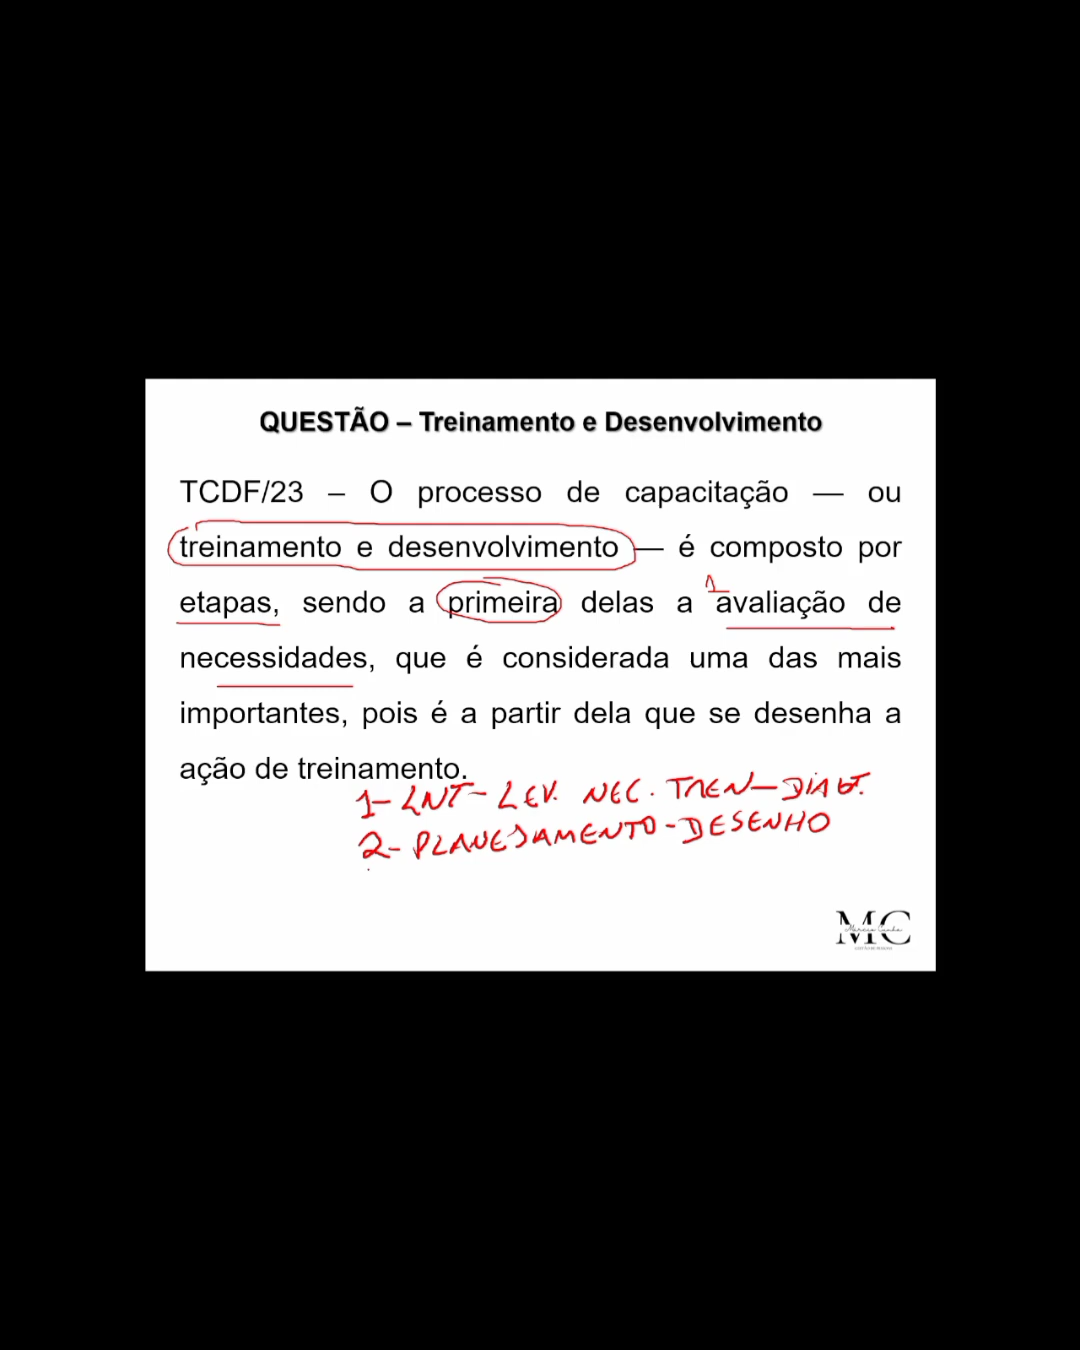 QUESTÃO – Treinamento e Desenvolvimento
TCDF/23 – O processo de capacitação — ou
treinamento e desenvolvimento — é composto por
1
etapas, sendo a primeira delas a avaliação de
necessidades, que é considerada uma das mais
importantes, pois é a partir dela que se desenha a
ação de treinamento.
1- LNT - LEV. NEC. TREN - DIAG.
2- PLANEJAMENTO - DESENHO
MC